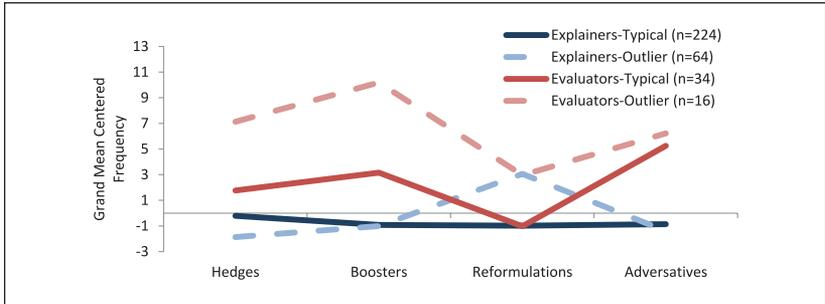 Explainers-Typical (n=224)
Explainers-Outlier (n=64)
Evaluators-Typical (n=34)
Evaluators-Outlier (n=16)
Grand Mean Centered
Frequency
13
11
9
7
5
3
1
-1
-3
Hedges
Boosters
Reformulations
Adversatives